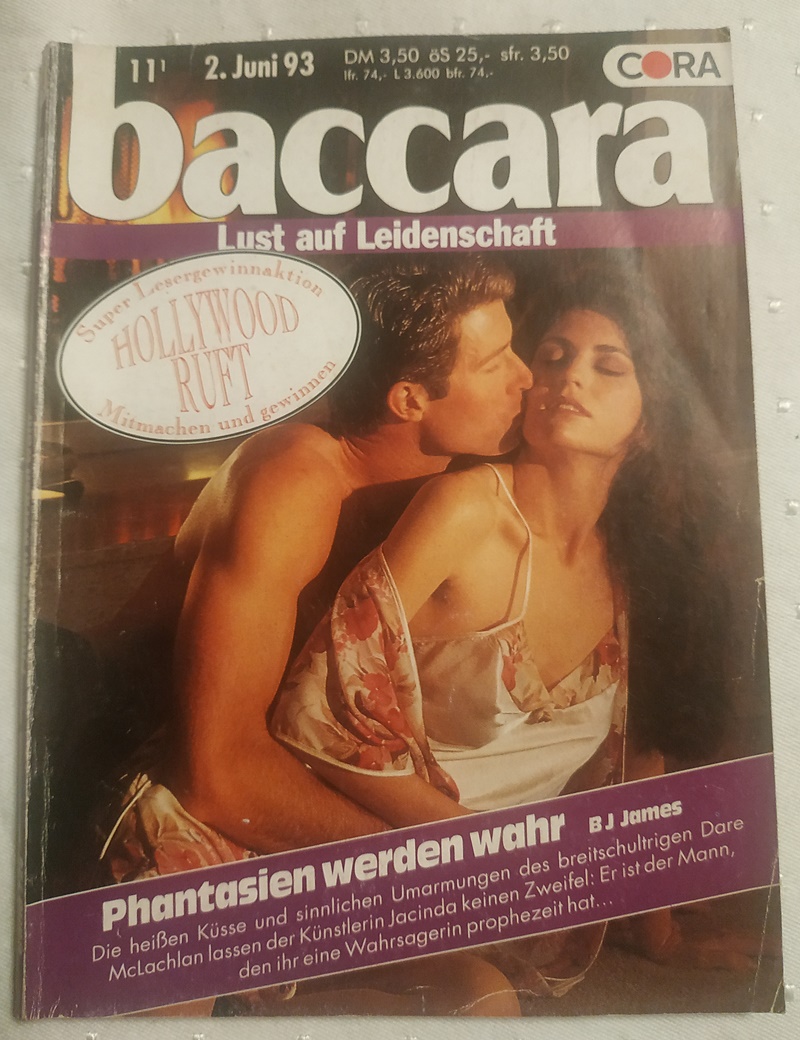 11¹ 2. Juni 93 DM 3,50 öS 25,- sfr. 3,50
lfr. 74,- L 3.600 bfr. 74,-
CORA
baccara
Lust auf Leidenschaft
Super Lesergewinnaktion
HOLLYWOOD
RUFT
Mitmachen und gewinnen
Phantasien werden wahr B J James
Die heißen Küsse und sinnlichen Umarmungen des breitschultrigen Dare
McLachlan lassen der Künstlerin Jacinda keinen Zweifel: Er ist der Mann,
den ihr eine Wahrsagerin prophezeit hat...